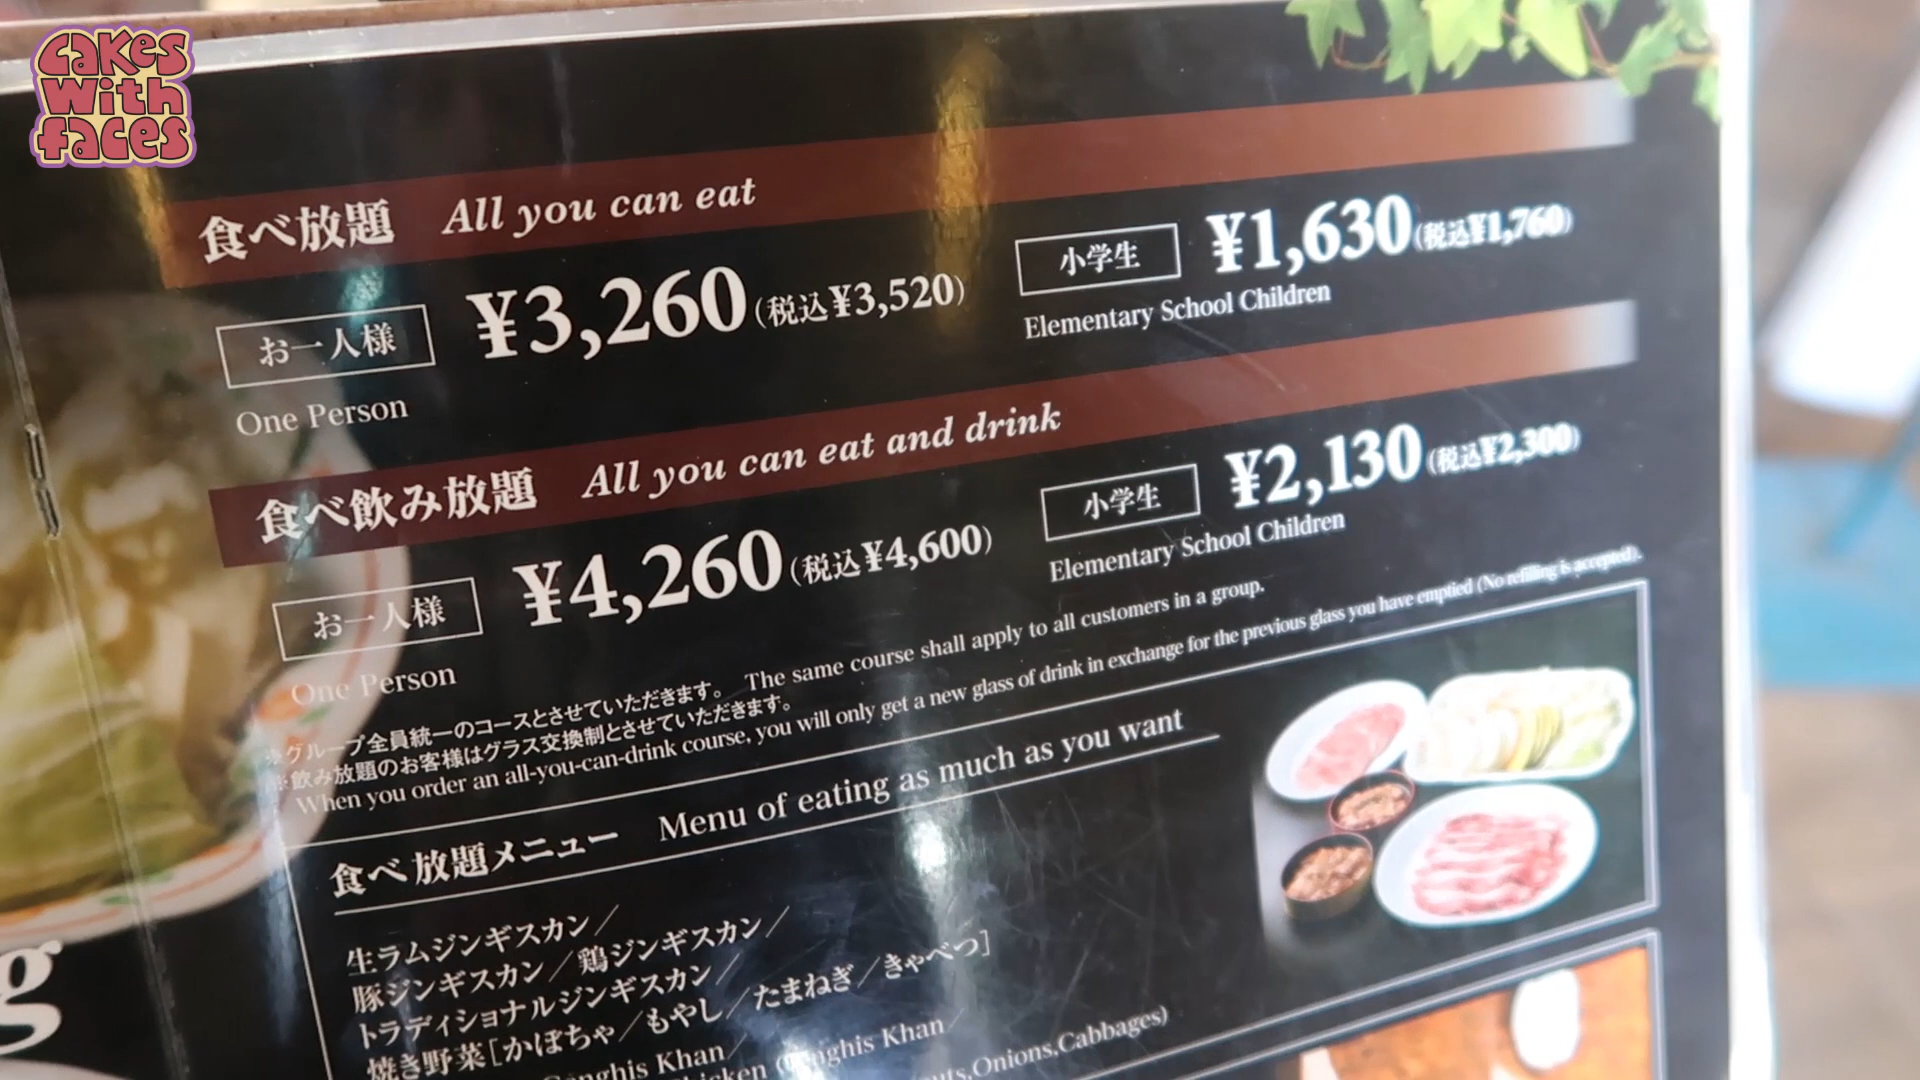 Cakes
With
faces
食べ放題 All you can eat
お一人様 ¥3,260(税込¥3,520)
One Person
小学生 ¥1,630(税込¥1,760)
Elementary School Children
食べ飲み放題 All you can eat and drink
お一人様 ¥4,260(税込¥4,600)
One Person
小学生 ¥2,130(税込¥2,300)
Elementary School Children
※グループ全員統一のコースとさせていただきます。 The same course shall apply to all customers in a group.
※飲み放題のお客様はグラス交換制とさせていただきます。
When you order an all-you-can-drink course, you will only get a new glass of drink in exchange for the previous glass you have emptied (No refilling is accepted).
食べ放題メニュー Menu of eating as much as you want
生ラムジンギスカン／
豚ジンギスカン／鶏ジンギスカン／
トラディショナルジンギスカン／
焼き野菜［かぼちゃ／もやし／たまねぎ／きゃべつ］
Genghis Khan／
Chicken Genghis Khan／
Onions,Cabbages)
g